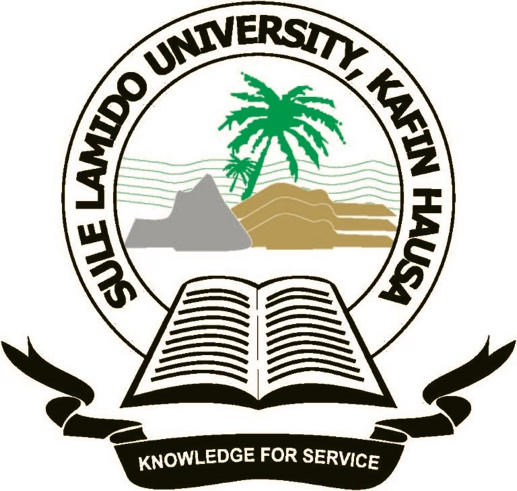 SULE LAMIDO UNIVERSITY, KAFIN HAUSA
KNOWLEDGE FOR SERVICE